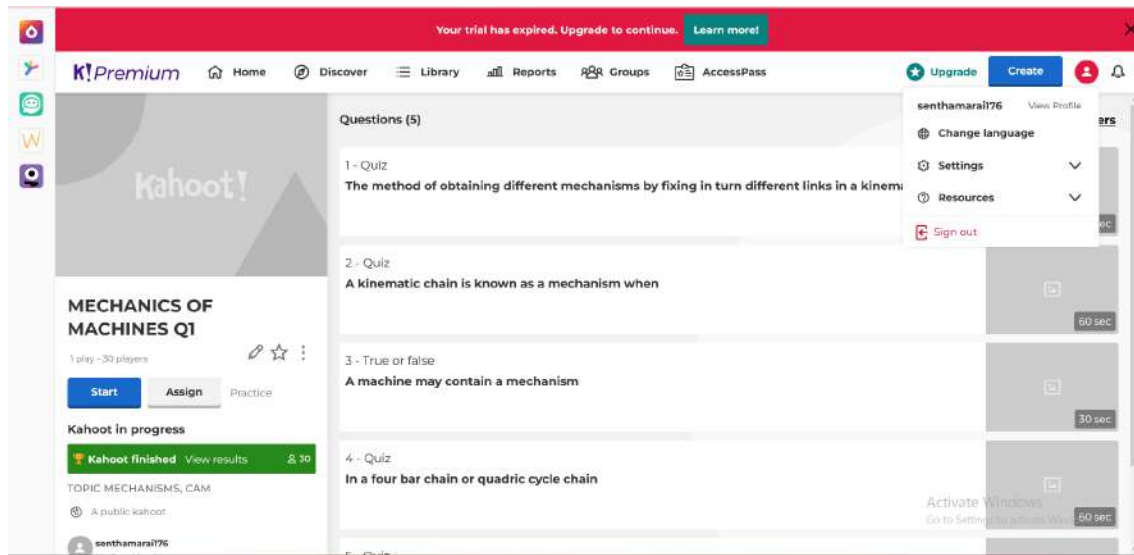 Your trial has expired. Upgrade to continue. Learn more!
K! Premium Home Discover Library Reports Groups AccessPass Upgrade Create
senthamarai176 View Profile
Change language
Settings
Resources
Sign out
Kahoot!
MECHANICS OF
MACHINES Q1
1 play - 30 players
Start Assign Practice
Kahoot in progress
Kahoot finished View results 30
TOPIC MECHANISMS, CAM
A public kahoot
senthamarai176
Questions (5)
1 - Quiz
The method of obtaining different mechanisms by fixing in turn different links in a
2 - Quiz
A kinematic chain is known as a mechanism when
60 sec
3 - True or false
A machine may contain a mechanism
30 sec
4 - Quiz
In a four bar chain or quadric cycle chain
60 sec
Activate Windows
Go to Settings to activate